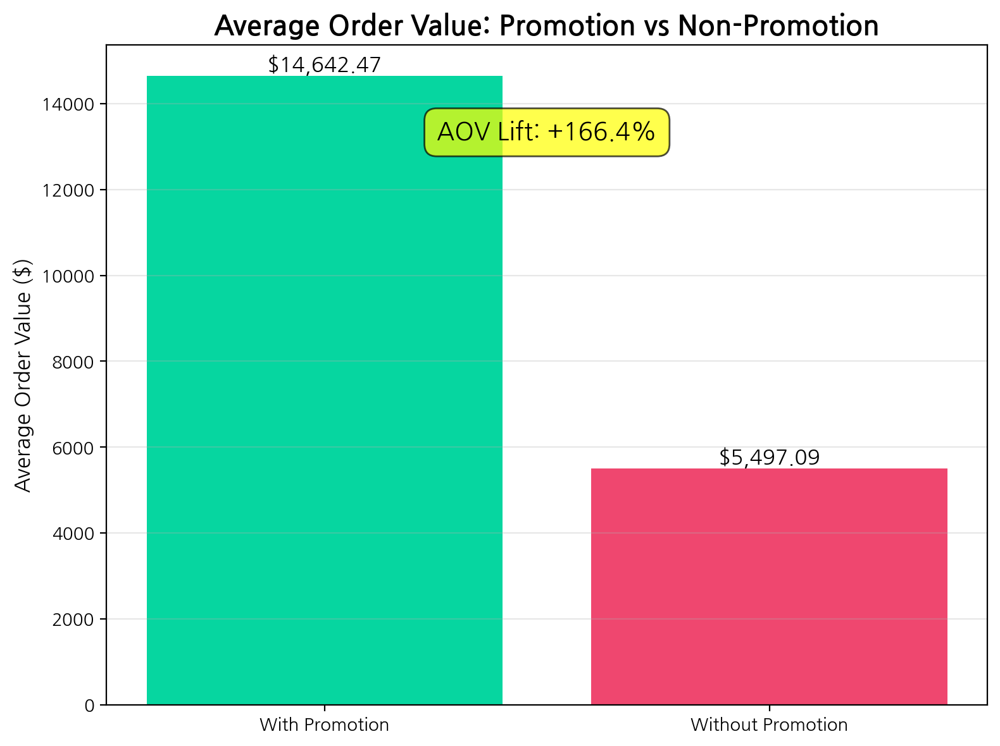 Average Order Value: Promotion vs Non-Promotion
$14,642.47
14000
AOV Lift: +166.4%
12000
10000
8000
6000
$5,497.09
4000
2000
0
Average Order Value ($)
With Promotion
Without Promotion